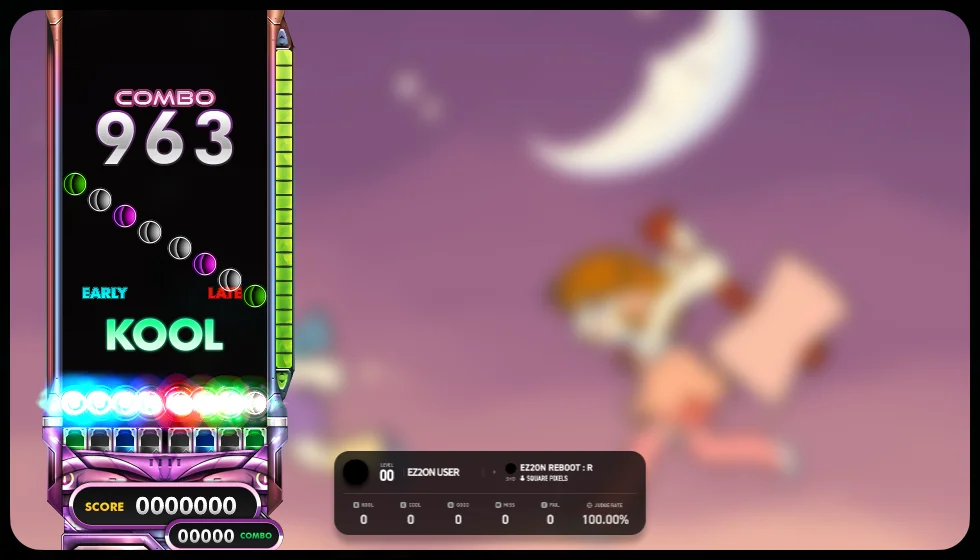 COMBO
963
EARLY LATE
KOOL
SCORE 0000000
00000 COMBO
LEVEL
00 EZ2ON USER
EZ2ON REBOOT : R
SQUARE PIXELS
KOOL COOL GOOD MISS FAIL JUDGE RATE
0 0 0 0 0 100.00%